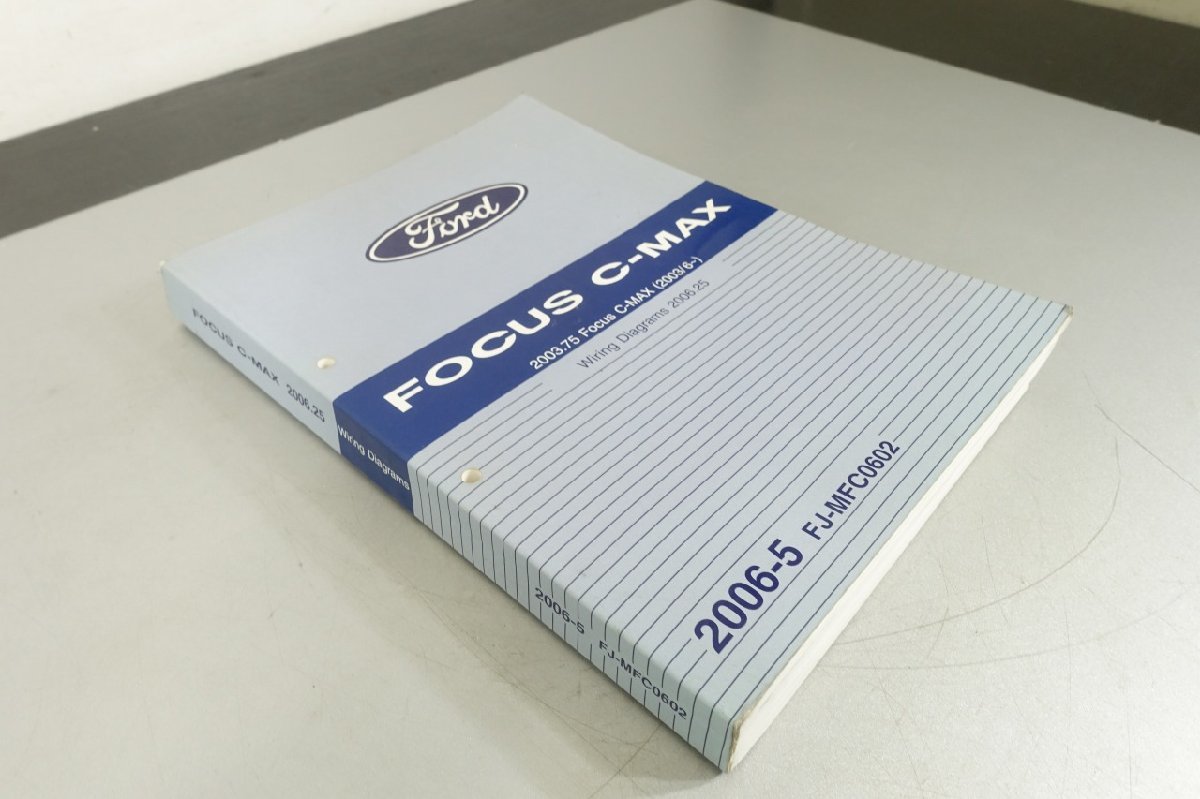 Ford
FOCUS C-MAX
2003.75 Focus C-MAX (2003/6~)
Wiring Diagrams 2006.25
2006-5 FJ-MFC0602
FOCUS C-MAX 2006.25
Wiring Diagrams
2006-5 FJ-MFC0602